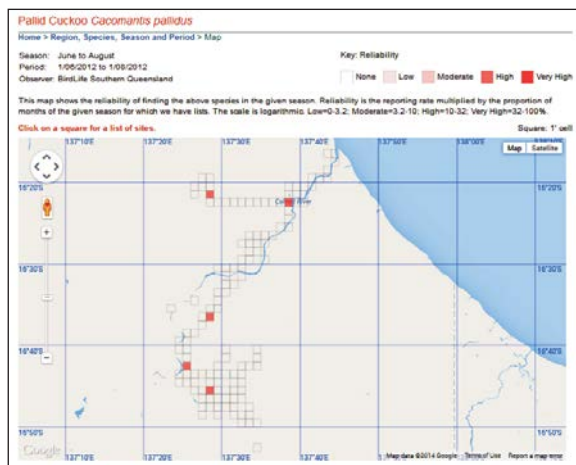 Pallid Cuckoo Cacomantis pallidus
Home > Region, Species, Season and Period > Map
Season: June to August
Key: Reliability
Period: 1/06/2012 to 1/08/2012
Observer: BirdLife Southern Queensland
None Low Moderate High Very High
This map shows the reliability of finding the above species in the given season. Reliability is the reporting rate multiplied by the proportion of
months of the given season for which we have lists. The scale is logarithmic. Low=0-3.2; Moderate=3.2-10; High=10-32; Very High=32-100%.
Click on a square for a list of sites.
Square: 1' cell
137°10'E 137°20'E 137°30'E 137°40'E 137°50'E 138°00'E
Map Satellite
16°20'S 16°20'S
River
16°30'S 16°30'S
16°40'S 16°40'S
16°50'S 16°50'S
Google
137°10'E 137°20'E 137°30'E 137°40'E 137°50'E 138°00'E
Map data ©2014 Google Terms of Use Report a map error